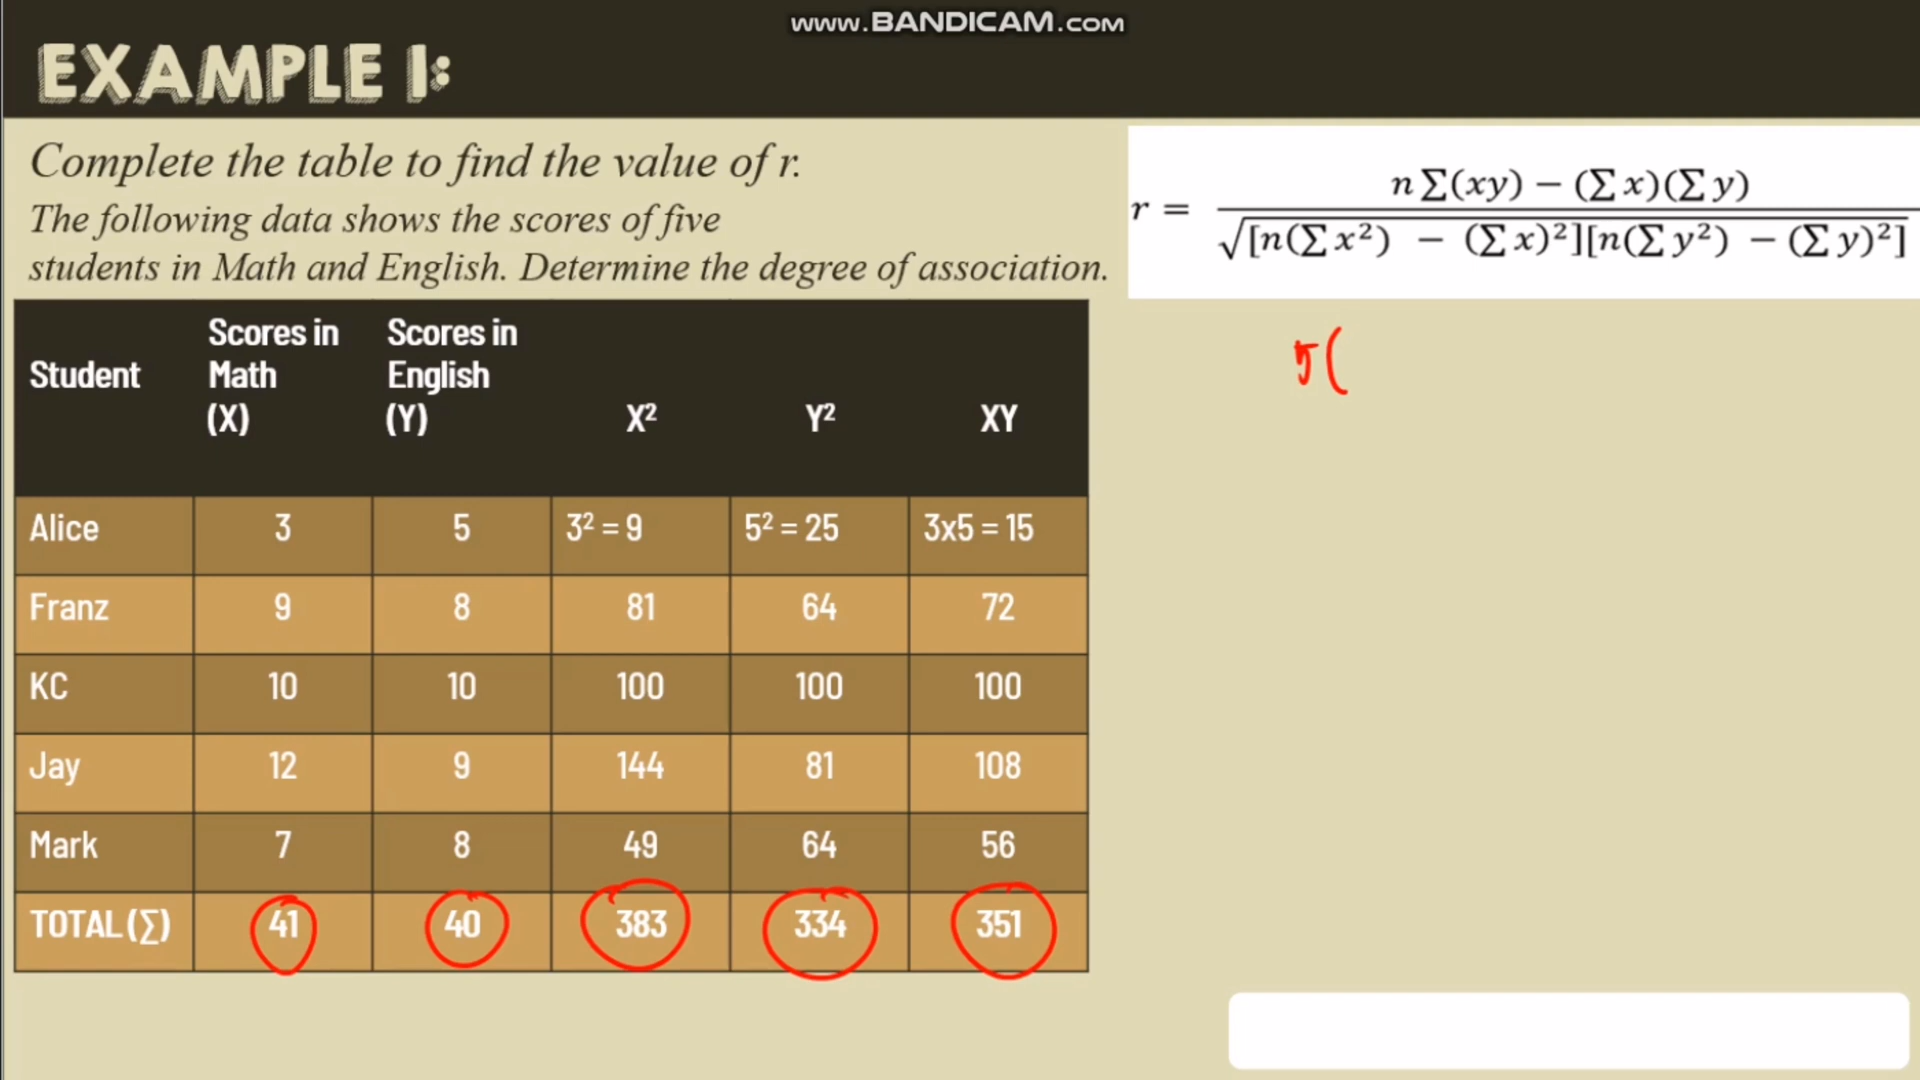 www.BANDICAM.com
EXAMPLE 1:
Complete the table to find the value of r.
The following data shows the scores of five
students in Math and English. Determine the degree of association.
r = n∑(xy) − (∑x)(∑y)
√[n(∑x²) − (∑x)²][n(∑y²) − (∑y)²]
5(
Student Scores in Math (X) Scores in English (Y) X² Y² XY
Alice 3 5 3² = 9 5² = 25 3x5 = 15
Franz 9 8 81 64 72
KC 10 10 100 100 100
Jay 12 9 144 81 108
Mark 7 8 49 64 56
TOTAL (∑) 41 40 383 334 351